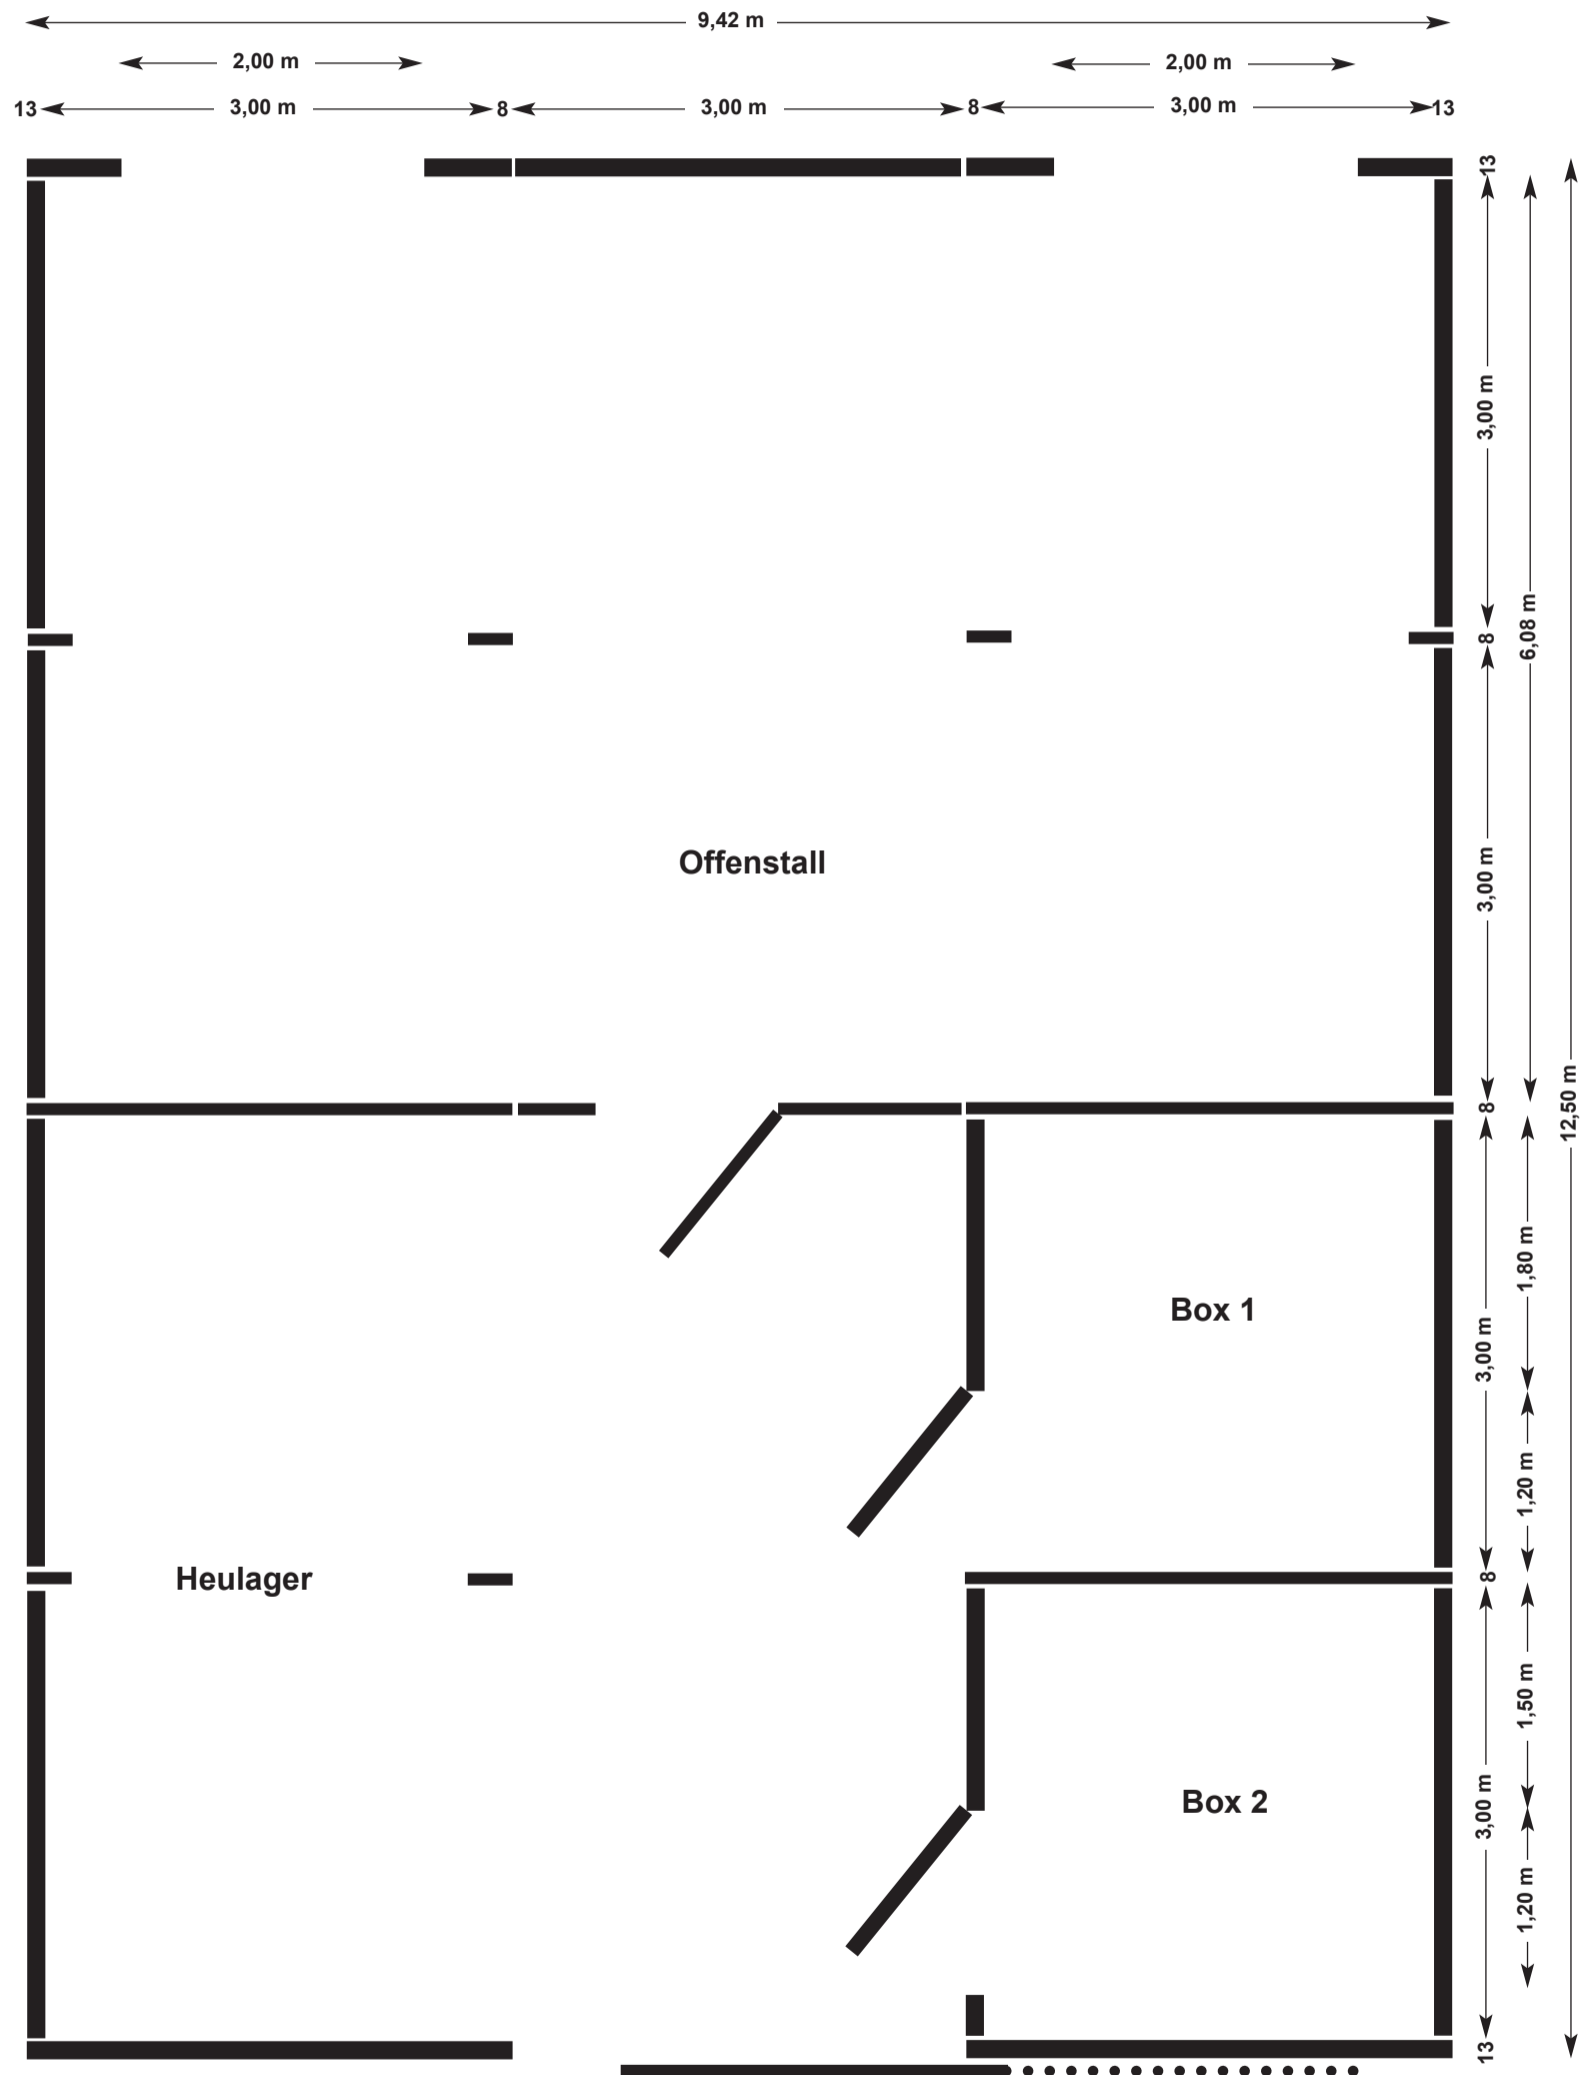 9,42 m
2,00 m 2,00 m
13 3,00 m 8 3,00 m 8 3,00 m 13
13
3,00 m
8
6,08 m
3,00 m
Offenstall
12,50 m
8
1,80 m
Box 1
3,00 m
1,20 m
Heulager
8
1,50 m
Box 2
3,00 m
1,20 m
13